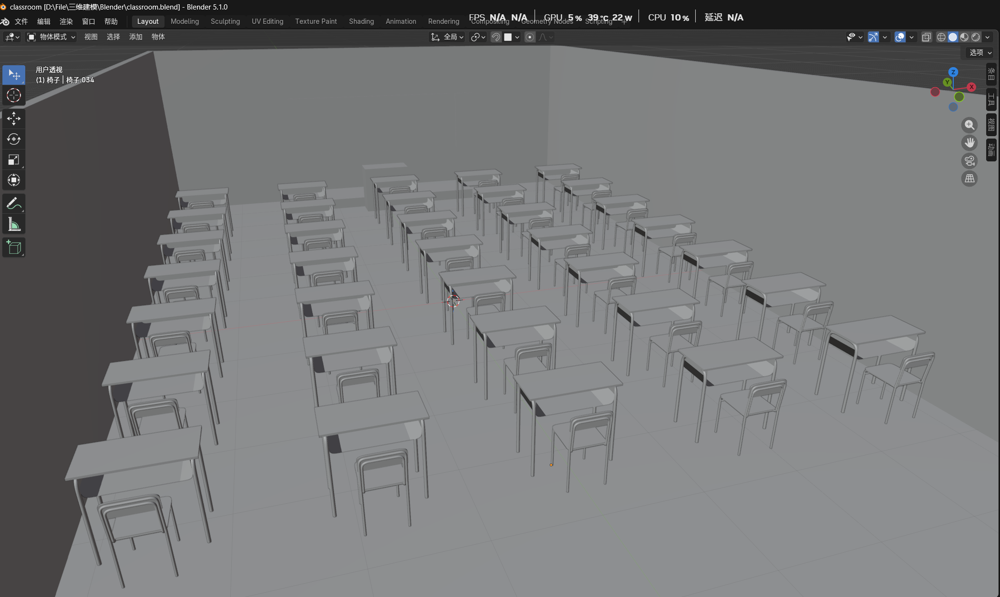 classroom [D:\File\三维建模\Blender\classroom.blend] - Blender 5.1.0
文件 编辑 渲染 窗口 帮助 Layout Modeling Sculpting UV Editing Texture Paint Shading Animation Rendering Compositing Geometry Nodes Scripting +
FPS N/A N/A GPU 5% 39°C 22W CPU 10% 延迟 N/A
物体模式 视图 选择 添加 物体 全局
选项
用户透视
(1) 椅子 | 椅子.034
Z
Y
X
条目
工具
视图
动画